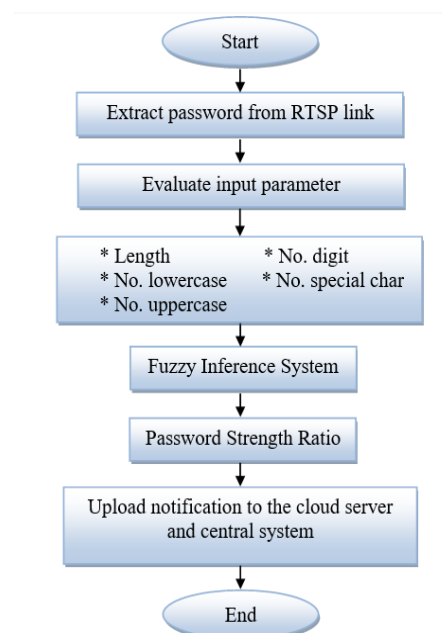 Start
Extract password from RTSP link
Evaluate input parameter
* Length * No. digit
* No. lowercase * No. special char
* No. uppercase
Fuzzy Inference System
Password Strength Ratio
Upload notification to the cloud server
and central system
End